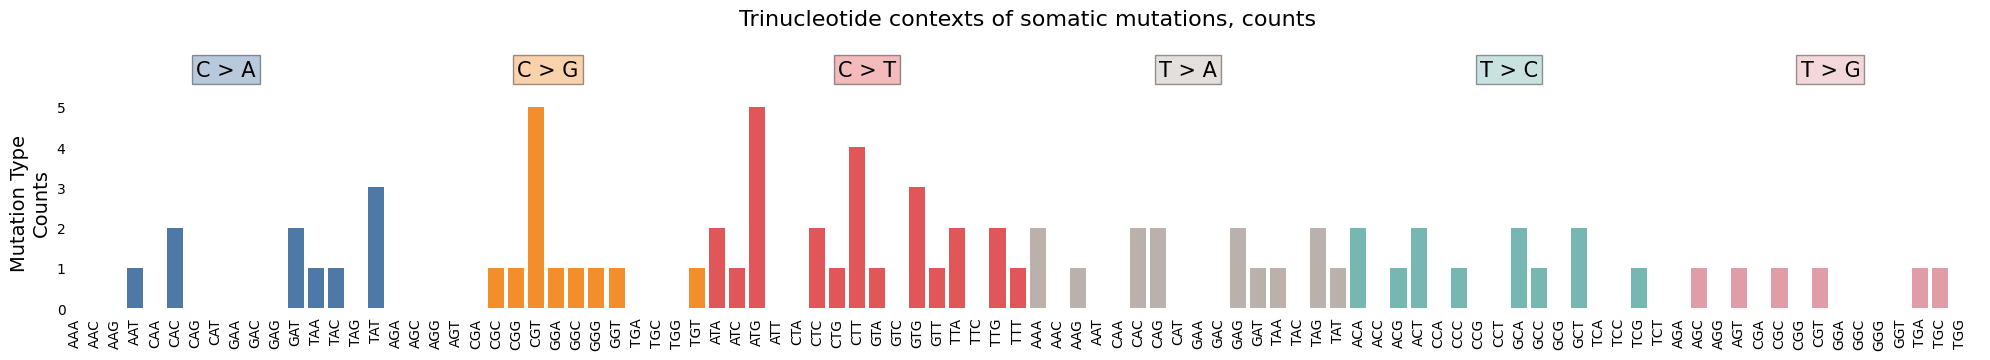 Trinucleotide contexts of somatic mutations, counts
C > A
C > G
C > T
T > A
T > C
T > G
Mutation Type
Counts
5
4
3
2
1
0
AAA
AAC
AAG
AAT
CAA
CAC
CAG
CAT
GAA
GAC
GAG
GAT
TAA
TAC
TAG
TAT
AGA
AGC
AGG
AGT
CGA
CGC
CGG
CGT
GGA
GGC
GGG
GGT
TGA
TGC
TGG
TGT
ATA
ATC
ATG
ATT
CTA
CTC
CTG
CTT
GTA
GTC
GTG
GTT
TTA
TTC
TTG
TTT
AAA
AAC
AAG
AAT
CAA
CAC
CAG
CAT
GAA
GAC
GAG
GAT
TAA
TAC
TAG
TAT
ACA
ACC
ACG
ACT
CCA
CCC
CCG
CCT
GCA
GCC
GCG
GCT
TCA
TCC
TCG
TCT
AGA
AGC
AGG
AGT
CGA
CGC
CGG
CGT
GGA
GGC
GGG
GGT
TGA
TGC
TGG